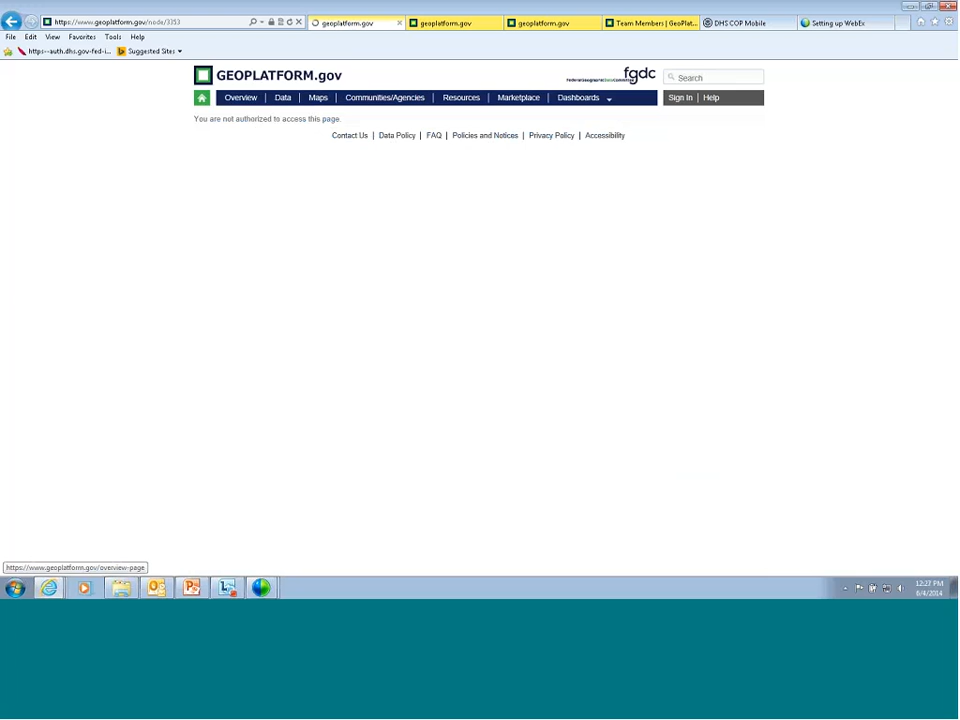 https://www.geoplatform.gov/node/3353
geoplatform.gov
geoplatform.gov
geoplatform.gov
Team Members | GeoPlat...
DHS COP Mobile
Setting up WebEx
File Edit View Favorites Tools Help
https--auth.dhs.gov-fed-i...
Suggested Sites
GEOPLATFORM.gov
fgdc
Search
Overview | Data | Maps | Communities/Agencies | Resources | Marketplace | Dashboards
Sign In | Help
You are not authorized to access this page.
Contact Us | Data Policy | FAQ | Policies and Notices | Privacy Policy | Accessibility
https://www.geoplatform.gov/overview-page
12:27 PM
6/4/2014